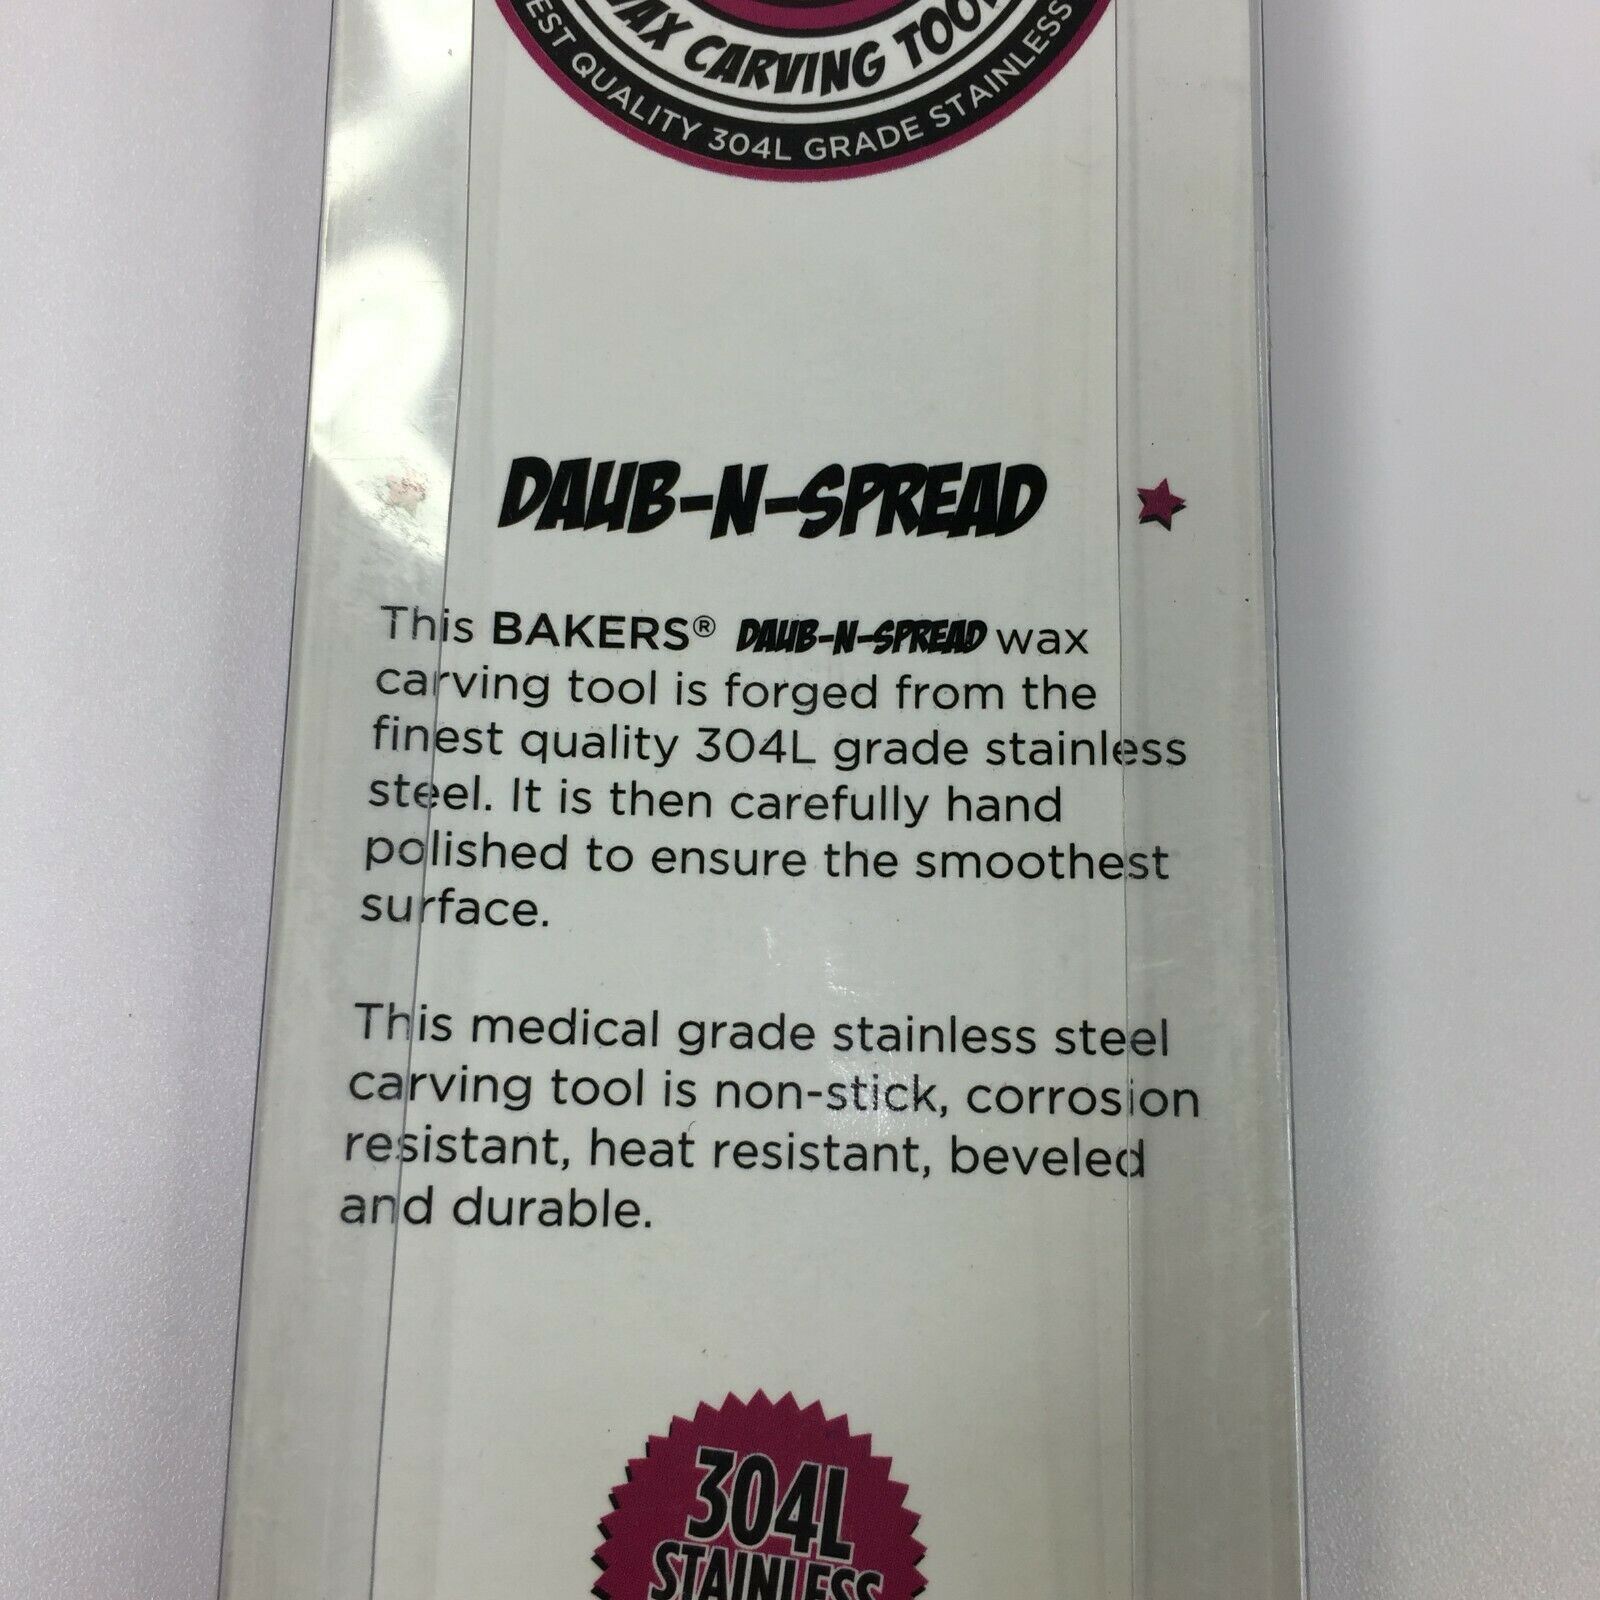 WAX CARVING TOOL
QUALITY 304L GRADE STAINLESS
DAUB-N-SPREAD
This BAKERS® DAUB-N-SPREAD wax
carving tool is forged from the
finest quality 304L grade stainless
steel. It is then carefully hand
polished to ensure the smoothest
surface.
This medical grade stainless steel
carving tool is non-stick, corrosion
resistant, heat resistant, beveled
and durable.
304L
STAINLESS